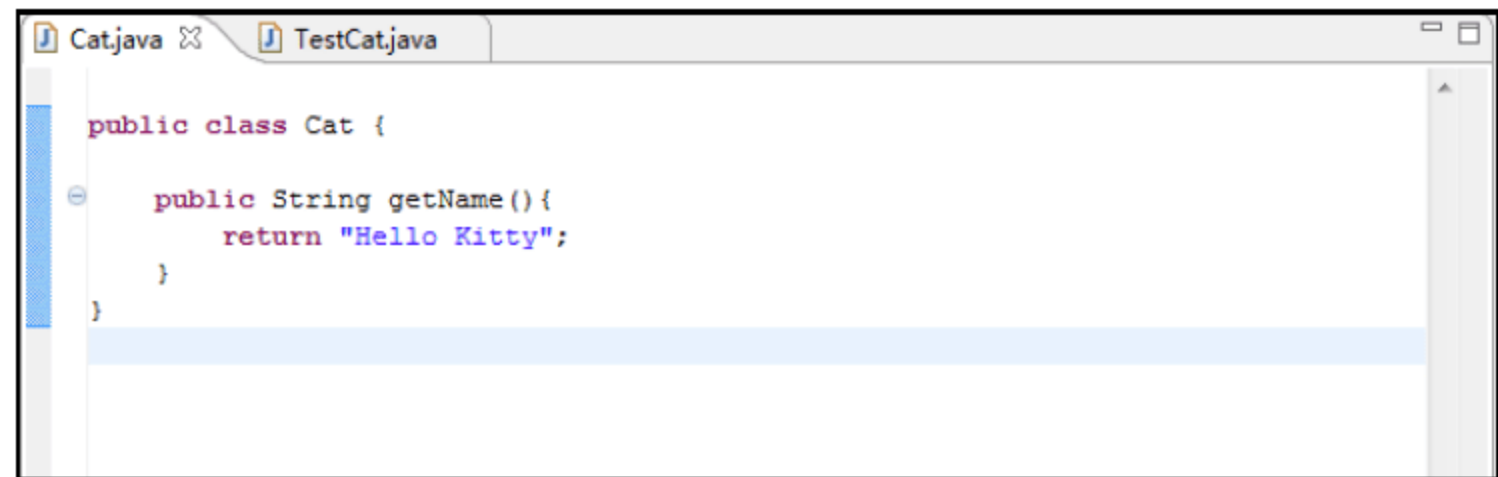 Cat.java TestCat.java
public class Cat {
public String getName(){
return "Hello Kitty";
}
}